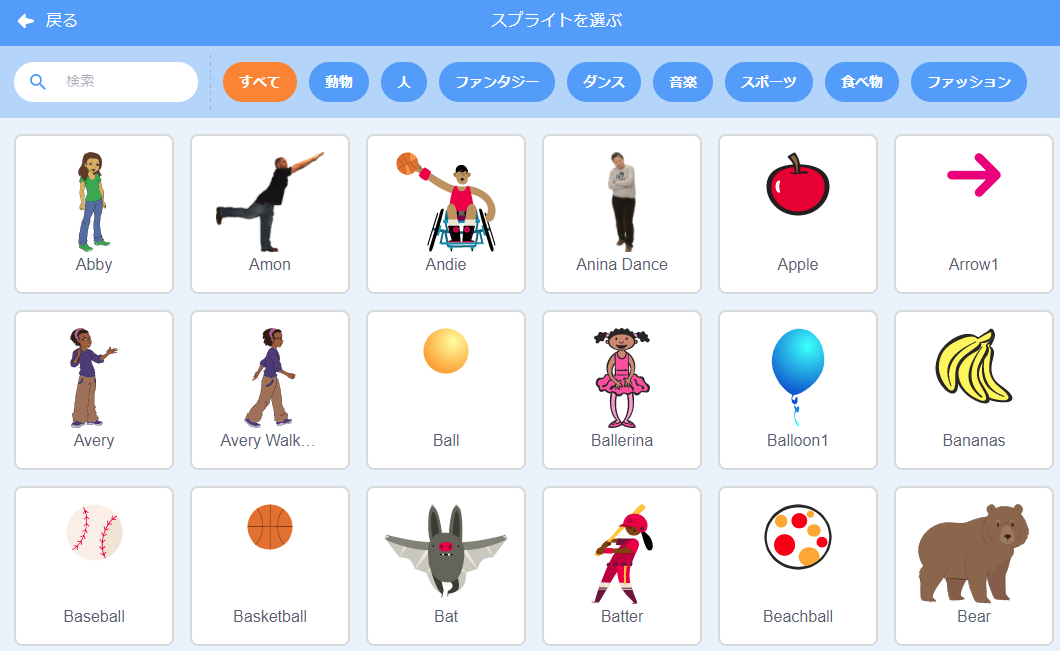 戻る
スプライトを選ぶ
検索
すべて
動物
人
ファンタジー
ダンス
音楽
スポーツ
食べ物
ファッション
Abby
Amon
Andie
Anina Dance
Apple
Arrow1
Avery
Avery Walk...
Ball
Ballerina
Balloon1
Bananas
Baseball
Basketball
Bat
Batter
Beachball
Bear